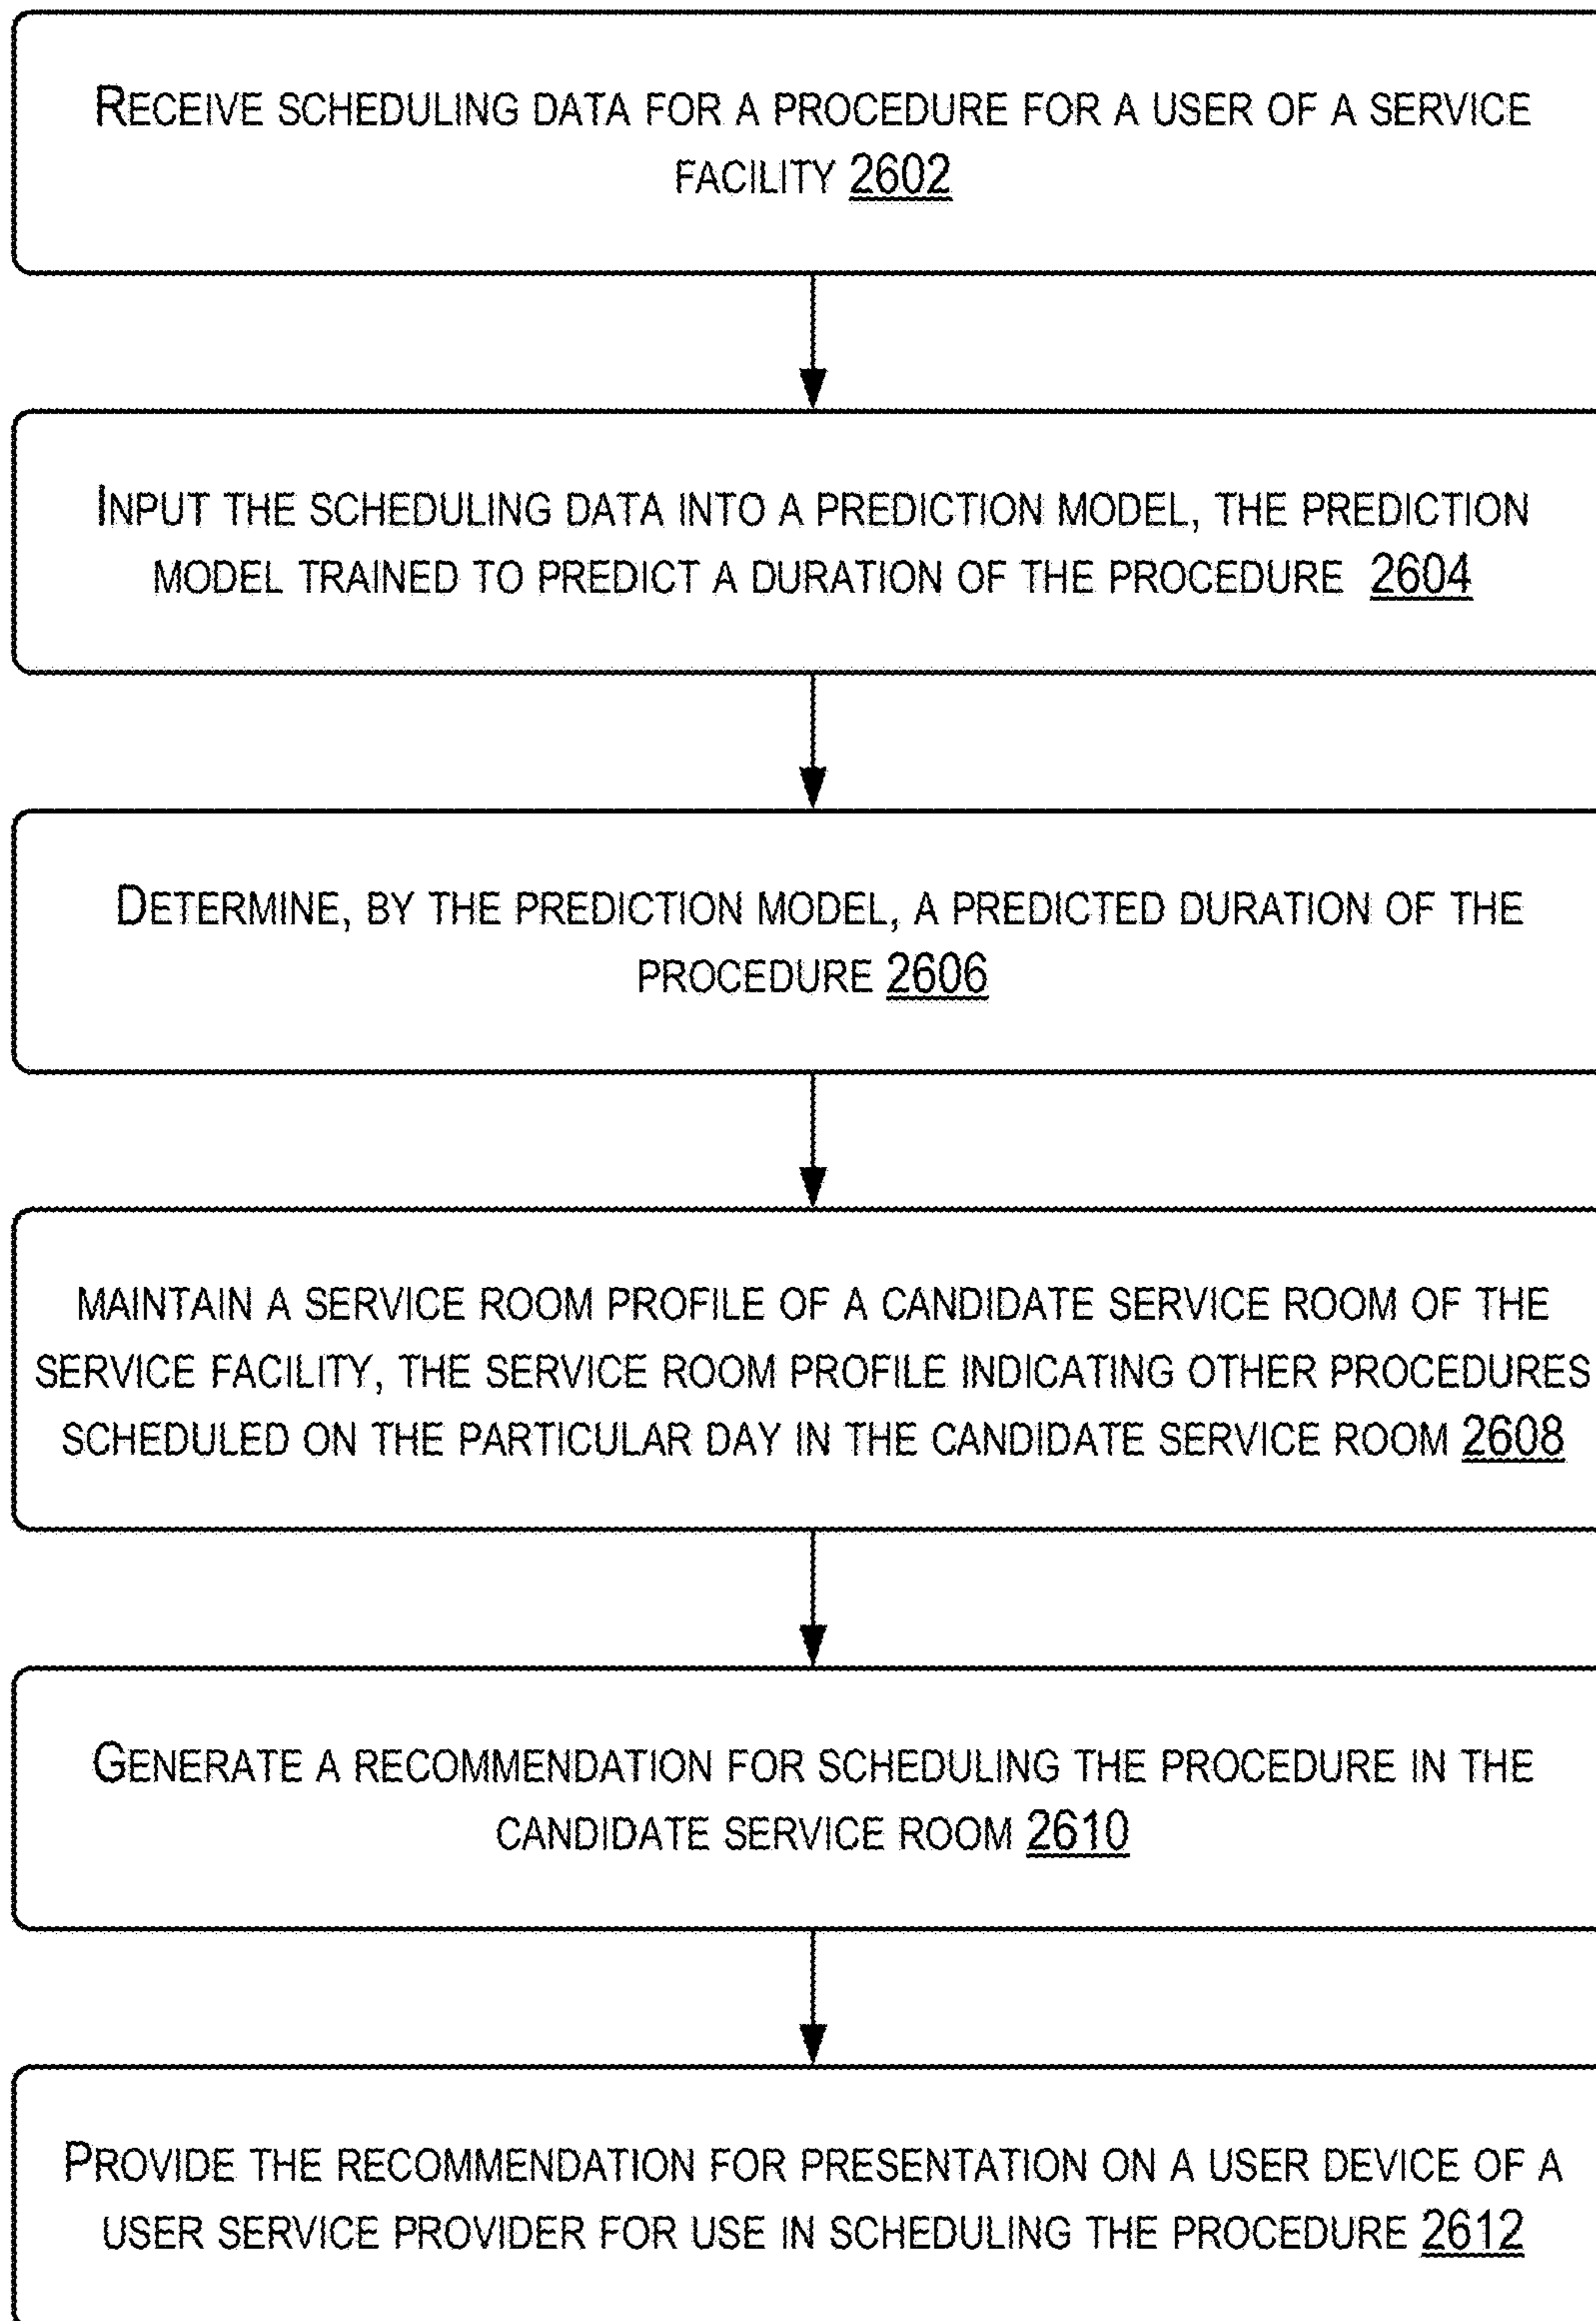 RECEIVE SCHEDULING DATA FOR A PROCEDURE FOR A USER OF A SERVICE
FACILITY 2602
INPUT THE SCHEDULING DATA INTO A PREDICTION MODEL, THE PREDICTION
MODEL TRAINED TO PREDICT A DURATION OF THE PROCEDURE 2604
DETERMINE, BY THE PREDICTION MODEL, A PREDICTED DURATION OF THE
PROCEDURE 2606
MAINTAIN A SERVICE ROOM PROFILE OF A CANDIDATE SERVICE ROOM OF THE
SERVICE FACILITY, THE SERVICE ROOM PROFILE INDICATING OTHER PROCEDURES
SCHEDULED ON THE PARTICULAR DAY IN THE CANDIDATE SERVICE ROOM 2608
GENERATE A RECOMMENDATION FOR SCHEDULING THE PROCEDURE IN THE
CANDIDATE SERVICE ROOM 2610
PROVIDE THE RECOMMENDATION FOR PRESENTATION ON A USER DEVICE OF A
USER SERVICE PROVIDER FOR USE IN SCHEDULING THE PROCEDURE 2612